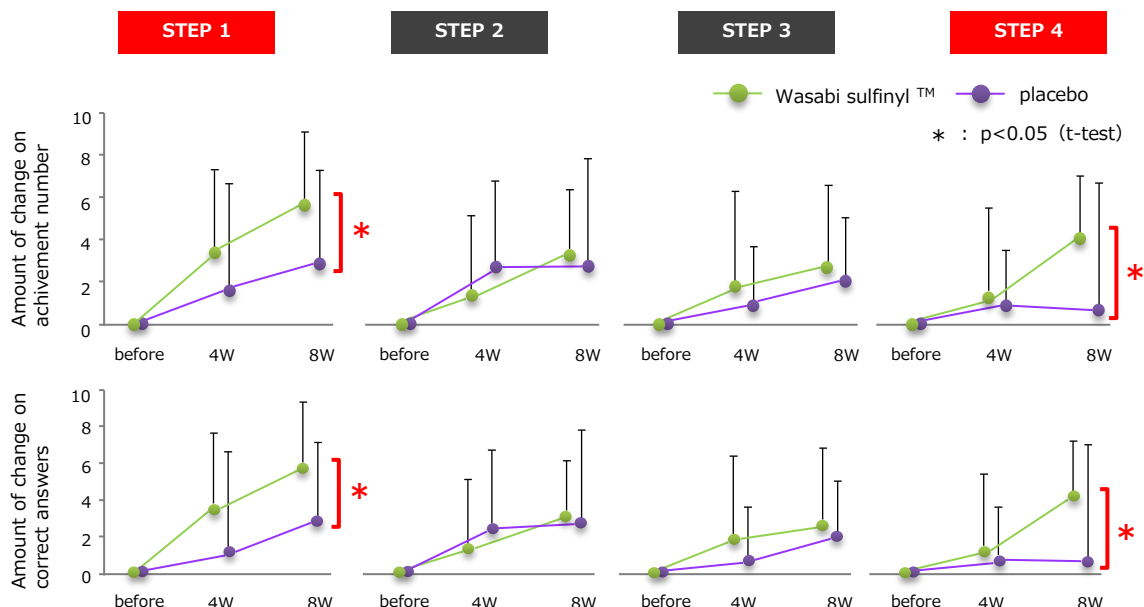 STEP 1
STEP 2
STEP 3
STEP 4
Wasabi sulfinyl ™
placebo
* : p<0.05 (t-test)
Amount of change on
achivement number
10
8
6
4
2
0
*
*
before 4W 8W
before 4W 8W
before 4W 8W
before 4W 8W
Amount of change on
correct answers
10
8
6
4
2
0
*
*
before 4W 8W
before 4W 8W
before 4W 8W
before 4W 8W